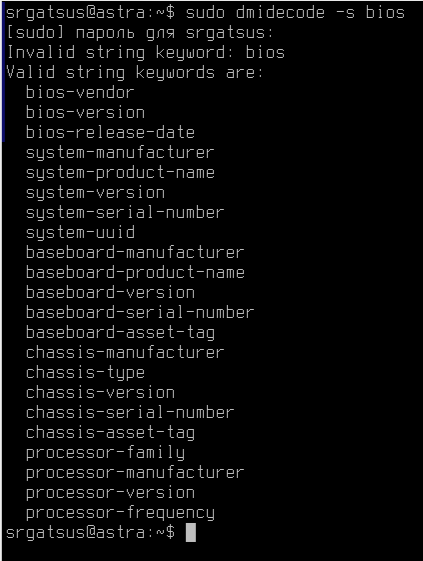 srgatsus@astra:~$ sudo dmidecode -s bios
[sudo] пароль для srgatsus:
Invalid string keyword: bios
Valid string keywords are:
  bios-vendor
  bios-version
  bios-release-date
  system-manufacturer
  system-product-name
  system-version
  system-serial-number
  system-uuid
  baseboard-manufacturer
  baseboard-product-name
  baseboard-version
  baseboard-serial-number
  baseboard-asset-tag
  chassis-manufacturer
  chassis-type
  chassis-version
  chassis-serial-number
  chassis-asset-tag
  processor-family
  processor-manufacturer
  processor-version
  processor-frequency
srgatsus@astra:~$